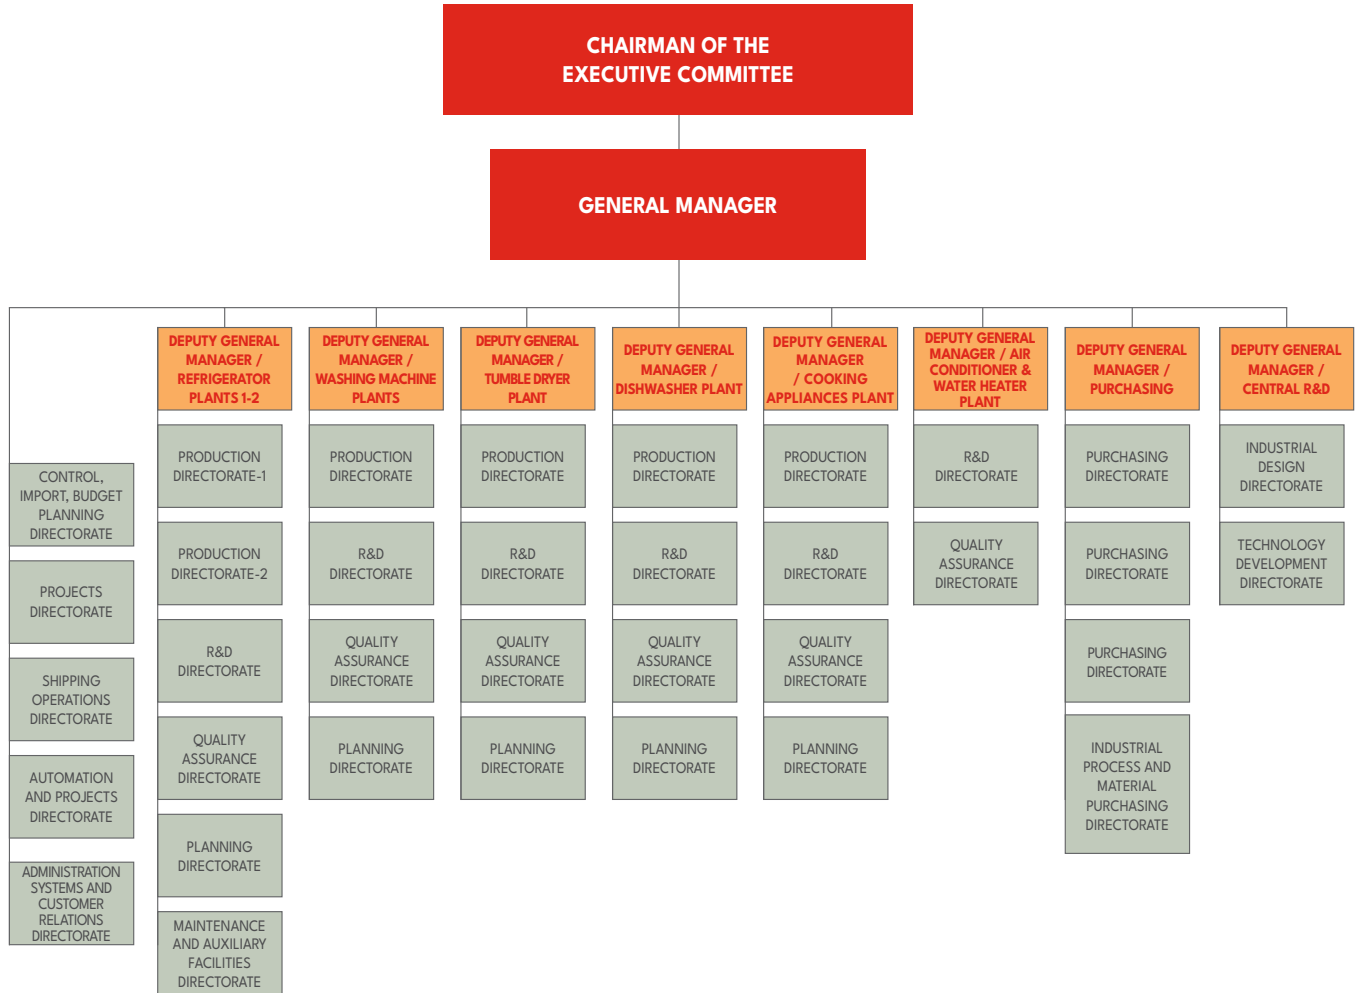 CHAIRMAN OF THE
EXECUTIVE COMMITTEE
GENERAL MANAGER
CONTROL,
IMPORT, BUDGET
PLANNING
DIRECTORATE
PROJECTS
DIRECTORATE
SHIPPING
OPERATIONS
DIRECTORATE
AUTOMATION
AND PROJECTS
DIRECTORATE
ADMINISTRATION
SYSTEMS AND
CUSTOMER
RELATIONS
DIRECTORATE
DEPUTY GENERAL
MANAGER /
REFRIGERATOR
PLANTS 1-2
PRODUCTION
DIRECTORATE-1
PRODUCTION
DIRECTORATE-2
R&D
DIRECTORATE
QUALITY
ASSURANCE
DIRECTORATE
PLANNING
DIRECTORATE
MAINTENANCE
AND AUXILIARY
FACILITIES
DIRECTORATE
DEPUTY GENERAL
MANAGER /
WASHING MACHINE
PLANTS
PRODUCTION
DIRECTORATE
R&D
DIRECTORATE
QUALITY
ASSURANCE
DIRECTORATE
PLANNING
DIRECTORATE
DEPUTY GENERAL
MANAGER /
TUMBLE DRYER
PLANT
PRODUCTION
DIRECTORATE
R&D
DIRECTORATE
QUALITY
ASSURANCE
DIRECTORATE
PLANNING
DIRECTORATE
DEPUTY GENERAL
MANAGER /
DISHWASHER PLANT
PRODUCTION
DIRECTORATE
R&D
DIRECTORATE
QUALITY
ASSURANCE
DIRECTORATE
PLANNING
DIRECTORATE
DEPUTY GENERAL
MANAGER
/ COOKING
APPLIANCES PLANT
PRODUCTION
DIRECTORATE
R&D
DIRECTORATE
QUALITY
ASSURANCE
DIRECTORATE
PLANNING
DIRECTORATE
DEPUTY GENERAL
MANAGER / AIR
CONDITIONER &
WATER HEATER
PLANT
R&D
DIRECTORATE
QUALITY
ASSURANCE
DIRECTORATE
DEPUTY GENERAL
MANAGER /
PURCHASING
PURCHASING
DIRECTORATE
PURCHASING
DIRECTORATE
PURCHASING
DIRECTORATE
INDUSTRIAL
PROCESS AND
MATERIAL
PURCHASING
DIRECTORATE
DEPUTY GENERAL
MANAGER /
CENTRAL R&D
INDUSTRIAL
DESIGN
DIRECTORATE
TECHNOLOGY
DEVELOPMENT
DIRECTORATE